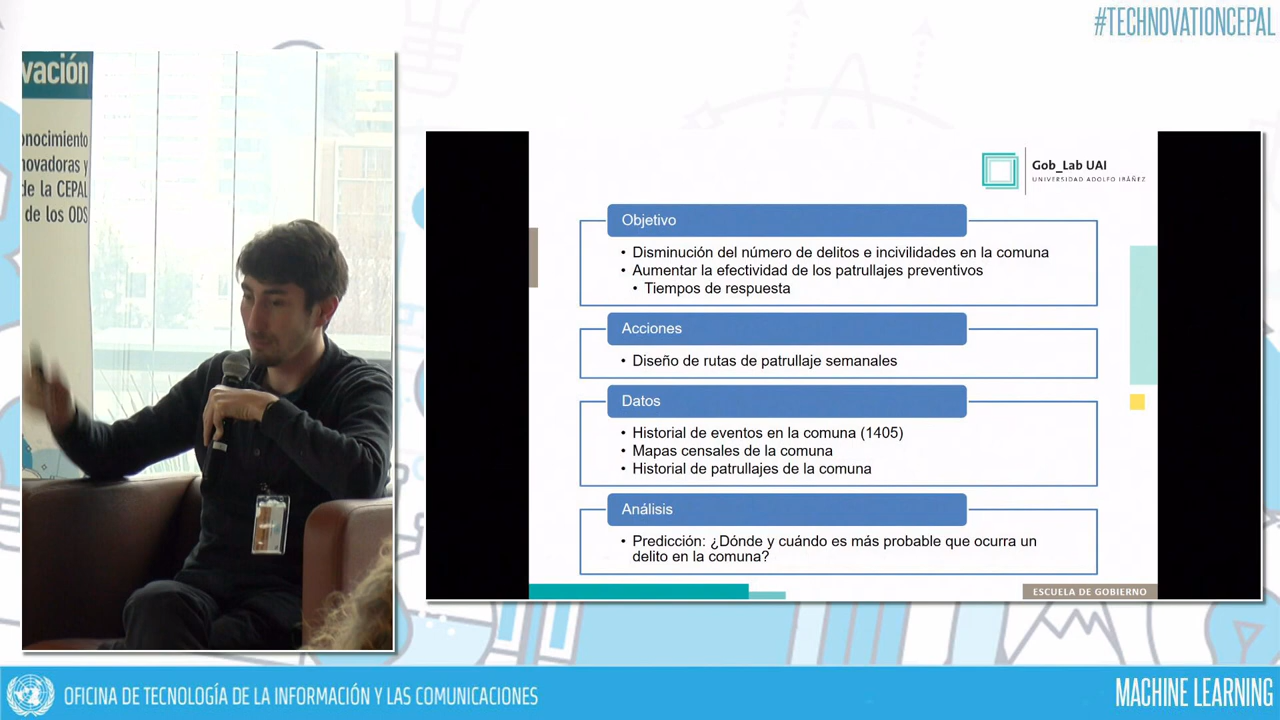 #TECHNOVATIONCEPAL
vación
onocimiento
novadoras y
de la CEPAL
de los ODS
Gob_Lab UAI
UNIVERSIDAD ADOLFO IBÁÑEZ
Objetivo
• Disminución del número de delitos e incivilidades en la comuna
• Aumentar la efectividad de los patrullajes preventivos
• Tiempos de respuesta
Acciones
• Diseño de rutas de patrullaje semanales
Datos
• Historial de eventos en la comuna (1405)
• Mapas censales de la comuna
• Historial de patrullajes de la comuna
Análisis
• Predicción: ¿Dónde y cuándo es más probable que ocurra un
delito en la comuna?
ESCUELA DE GOBIERNO
OFICINA DE TECNOLOGÍA DE LA INFORMACIÓN Y LAS COMUNICACIONES
MACHINE LEARNING